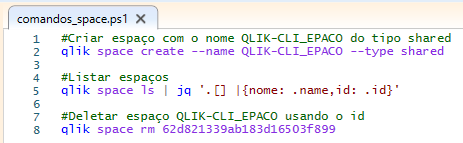 comandos_space.ps1 ×
1 #Criar espaço com o nome QLIK-CLI_EPACO do tipo shared
2 qlik space create --name QLIK-CLI_EPACO --type shared
3
4 #Listar espaços
5 qlik space ls | jq '.[] |{nome: .name,id: .id}'
6
7 #Deletar espaço QLIK-CLI_EPACO usando o id
8 qlik space rm 62d821339ab183d16503f899